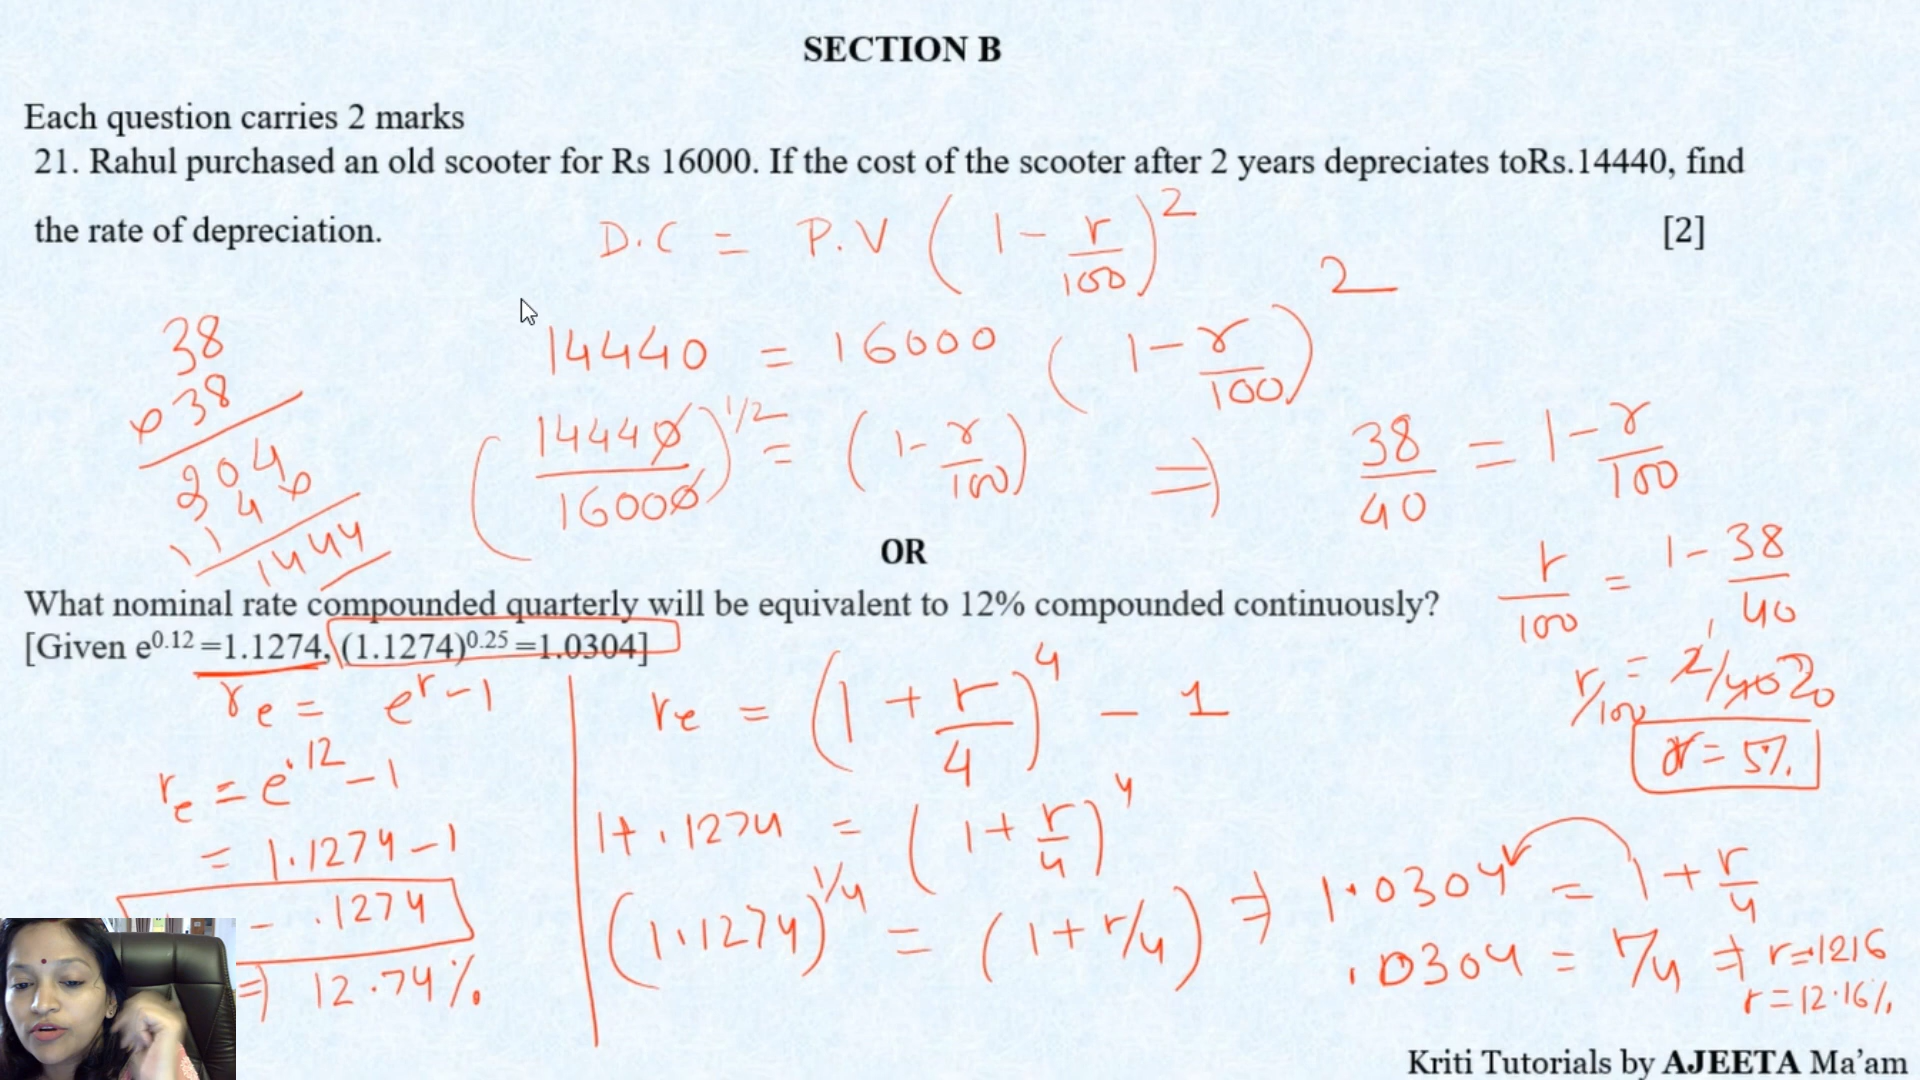 SECTION B
Each question carries 2 marks
21. Rahul purchased an old scooter for Rs 16000. If the cost of the scooter after 2 years depreciates toRs.14440, find
the rate of depreciation. [2]
D.C = P.V (1 - r/100)^2
14440 = 16000 (1 - r/100)^2
(14440/16000)^1/2 = (1 - r/100) ⇒ 38/40 = 1 - r/100
r/100 = 1 - 38/40
r/100 = 2/40 1 20
r = 5%
38
38
304
114
1444
OR
What nominal rate compounded quarterly will be equivalent to 12% compounded continuously?
[Given e^0.12 =1.1274, (1.1274)^0.25 =1.0304]
re = e^r - 1
re = e^.12 - 1
= 1.1274 - 1
= .1274
⇒ 12.74%
re = (1 + r/4)^4 - 1
1 + .1274 = (1 + r/4)^4
(1.1274)^1/4 = (1 + r/4) ⇒ 1.0304 = 1 + r/4
.0304 = r/4 ⇒ r = .1216
r = 12.16%
Kriti Tutorials by AJEETA Ma'am